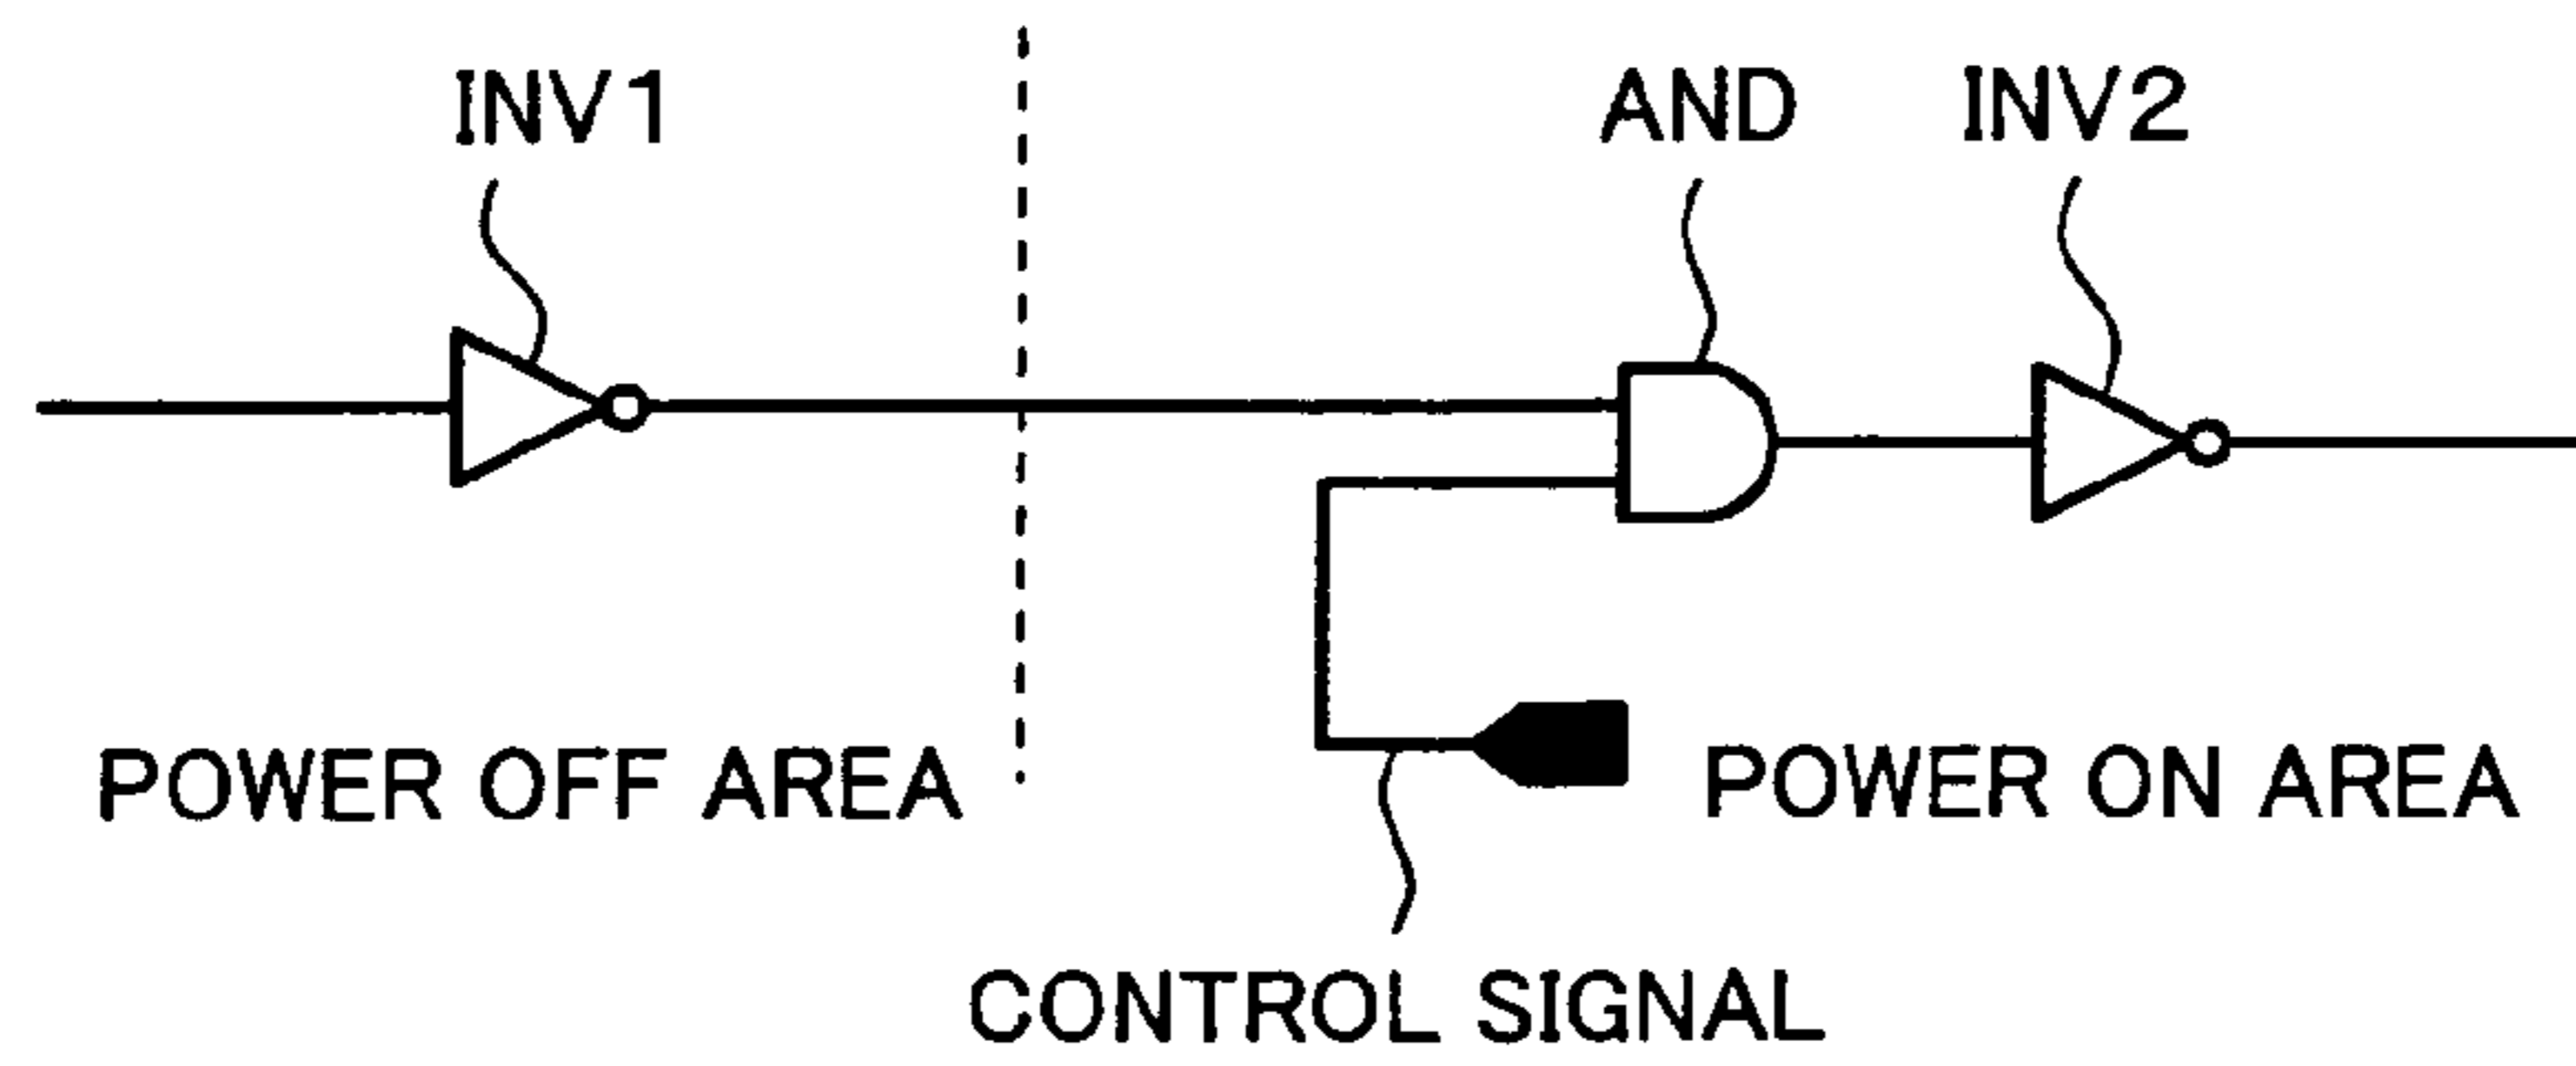 INV1
AND
INV2
POWER OFF AREA
POWER ON AREA
CONTROL SIGNAL